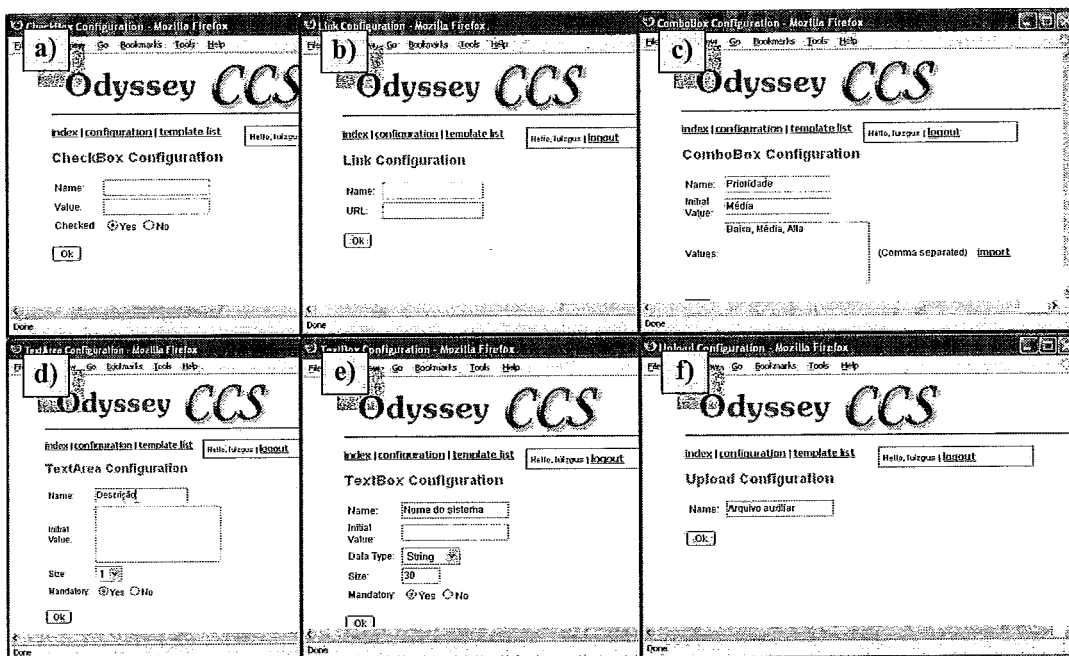 CheckBox Configuration - Mozilla Firefox
a)
Go Bookmarks Tools Help
Odyssey CCS
index | configuration | template list
Hello, luizgus |
CheckBox Configuration
Name:
Value:
Checked Yes No
Ok
Done
Link Configuration - Mozilla Firefox
b)
File Go Bookmarks Tools Help
Odyssey CCS
index | configuration | template list
Hello, luizgus | logout
Link Configuration
Name:
URL:
Ok
Done
ComboBox Configuration - Mozilla Firefox
c)
Go Bookmarks Tools Help
Odyssey CCS
index | configuration | template list
Hello, luizgus | logout
ComboBox Configuration
Name: Prioridade
Initial Value: Média
Values: Baixa, Média, Alta
(Comma separated) import
Done
TextArea Configuration - Mozilla Firefox
d)
Go Bookmarks Tools Help
Odyssey CCS
index | configuration | template list
Hello, luizgus | logout
TextArea Configuration
Name: Descrição
Initial Value:
Size: 1
Mandatory Yes No
Ok
Done
TextBox Configuration - Mozilla Firefox
e)
File Go Bookmarks Tools Help
Odyssey CCS
index | configuration | template list
Hello, luizgus | logout
TextBox Configuration
Name: Nome do sistema
Initial Value:
Data Type: String
Size: 30
Mandatory Yes No
Ok
Done
Upload Configuration - Mozilla Firefox
f)
Go Bookmarks Tools Help
Odyssey CCS
index | configuration | template list
Hello, luizgus | logout
Upload Configuration
Name: Arquivo auxiliar
Ok
Done